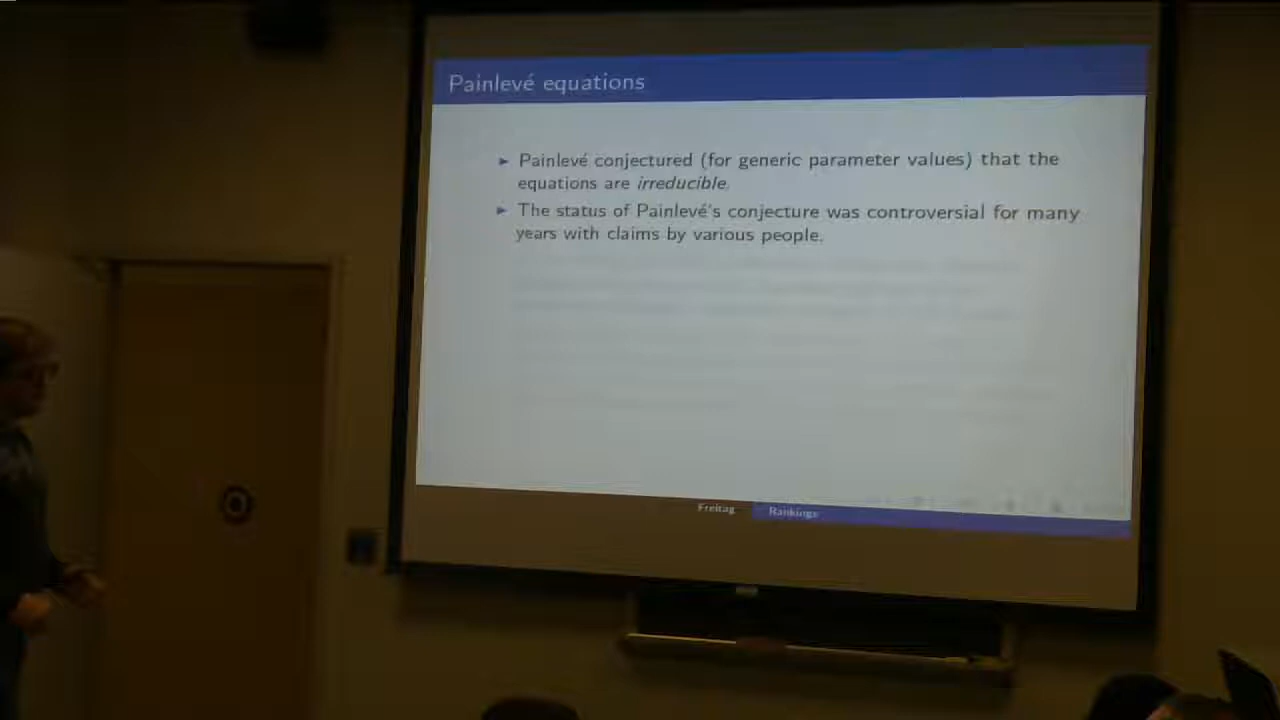 Painlevé equations
► Painlevé conjectured (for generic parameter values) that the
equations are irreducible.
► The status of Painlevé's conjecture was controversial for many
years with claims by various people.
Freitag Rankings